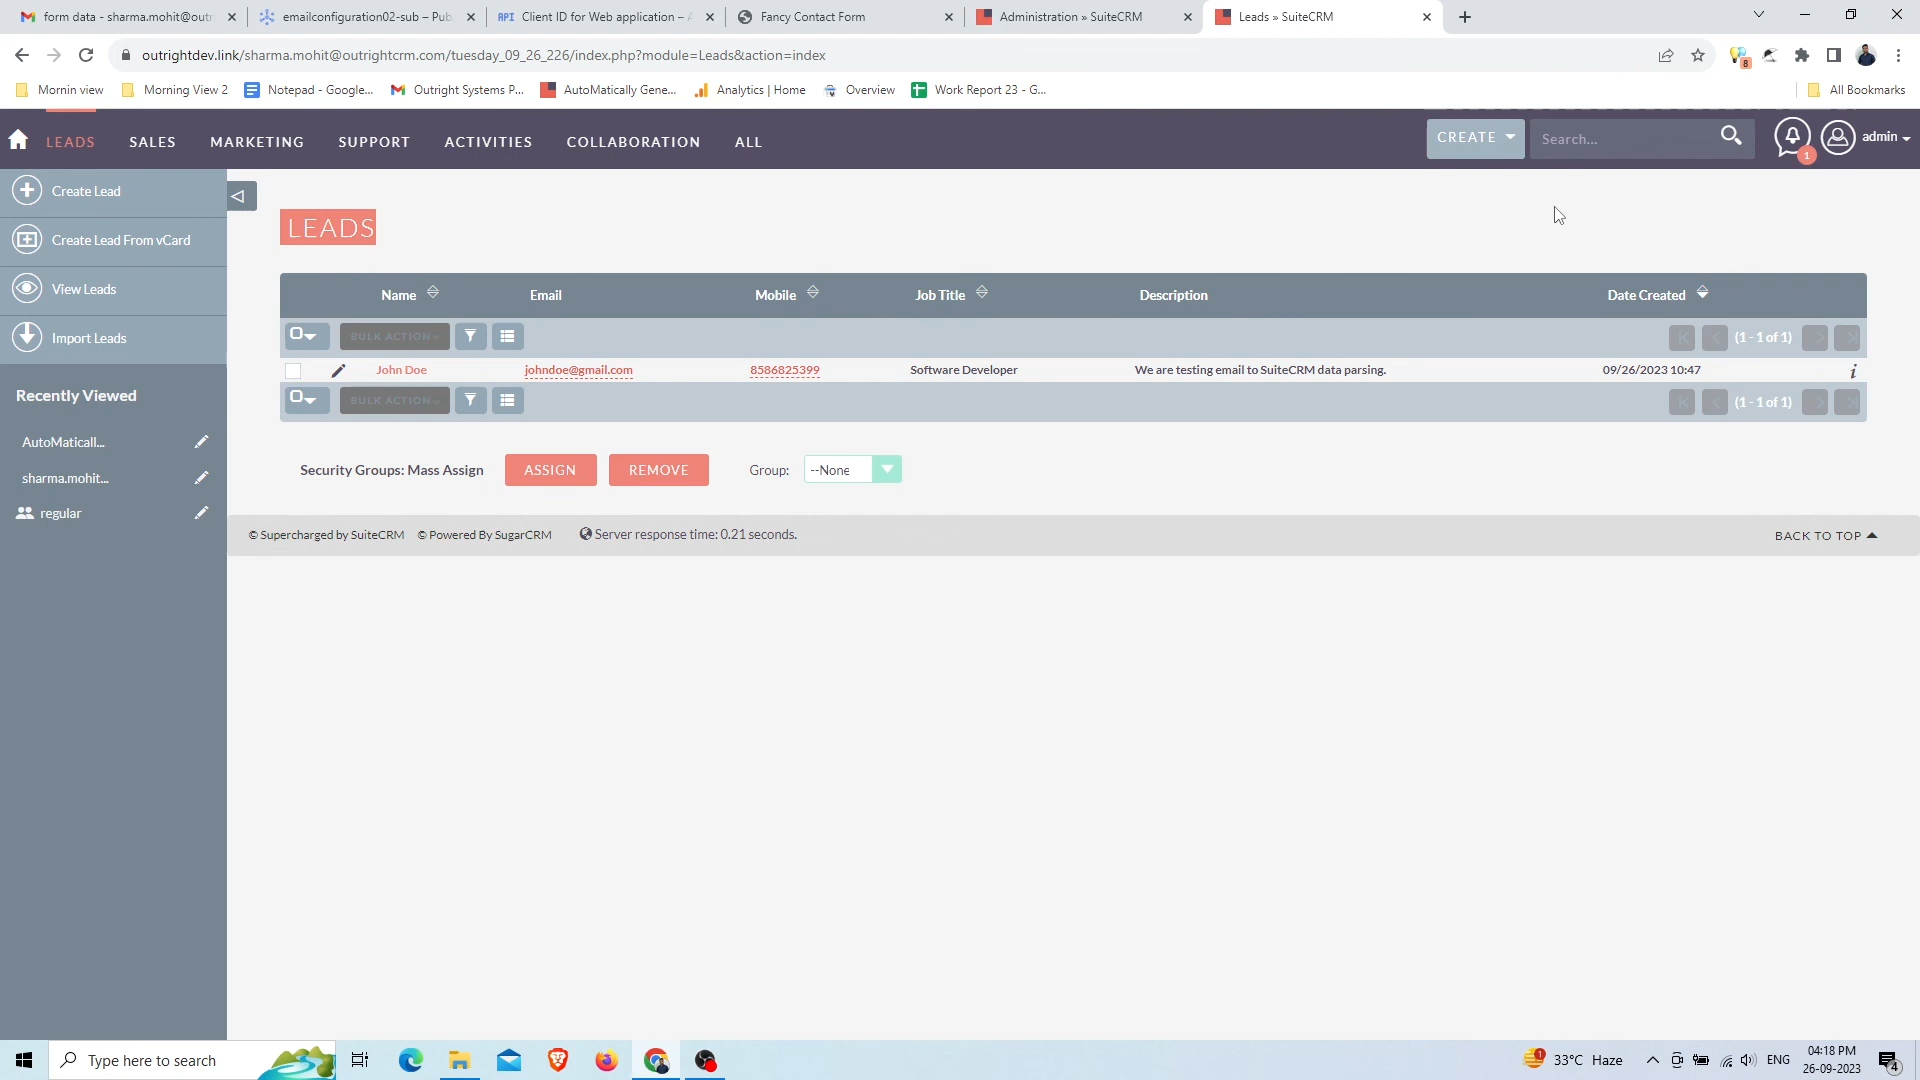 form data - sharma.mohit@outr
emailconfiguration02-sub – Pub
API Client ID for Web application – A
Fancy Contact Form
Administration » SuiteCRM
Leads » SuiteCRM
outrightdev.link/sharma.mohit@outrightcrm.com/tuesday_09_26_226/index.php?module=Leads&action=index
8
Mornin view
Morning View 2
Notepad - Google...
Outright Systems P...
AutoMatically Gene...
Analytics | Home
Overview
Work Report 23 - G...
All Bookmarks
LEADS
SALES
MARKETING
SUPPORT
ACTIVITIES
COLLABORATION
ALL
CREATE
Search...
1
admin
Create Lead
Create Lead From vCard
View Leads
Import Leads
Recently Viewed
AutoMaticall...
sharma.mohit...
regular
LEADS
Name Email Mobile Job Title Description Date Created
BULK ACTION (1 - 1 of 1)
John Doe johndoe@gmail.com 8586825399 Software Developer We are testing email to SuiteCRM data parsing. 09/26/2023 10:47 i
BULK ACTION (1 - 1 of 1)
Security Groups: Mass Assign ASSIGN REMOVE Group: --None
© Supercharged by SuiteCRM © Powered By SugarCRM Server response time: 0.21 seconds. BACK TO TOP
Type here to search
1
33°C Haze
ENG
04:18 PM
26-09-2023
4